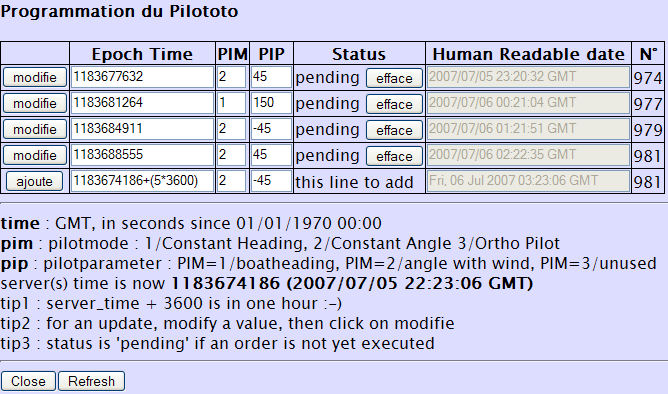 Programmation du Pilototo
Epoch Time PIM PIP Status Human Readable date N°
modifie 1183677632 2 45 pending efface 2007/07/05 23:20:32 GMT 974
modifie 1183681264 1 150 pending efface 2007/07/06 00:21:04 GMT 977
modifie 1183684911 2 -45 pending efface 2007/07/06 01:21:51 GMT 979
modifie 1183688555 2 45 pending efface 2007/07/06 02:22:35 GMT 981
ajoute 1183674186+(5*3600) 2 -45 this line to add Fri, 06 Jul 2007 03:23:06 GMT 981
time : GMT, in seconds since 01/01/1970 00:00
pim : pilotmode : 1/Constant Heading, 2/Constant Angle 3/Ortho Pilot
pip : pilotparameter : PIM=1/boatheading, PIM=2/angle with wind, PIM=3/unused
server(s) time is now 1183674186 (2007/07/05 22:23:06 GMT)
tip1 : server_time + 3600 is in one hour :-)
tip2 : for an update, modify a value, then click on modifie
tip3 : status is 'pending' if an order is not yet executed
Close Refresh